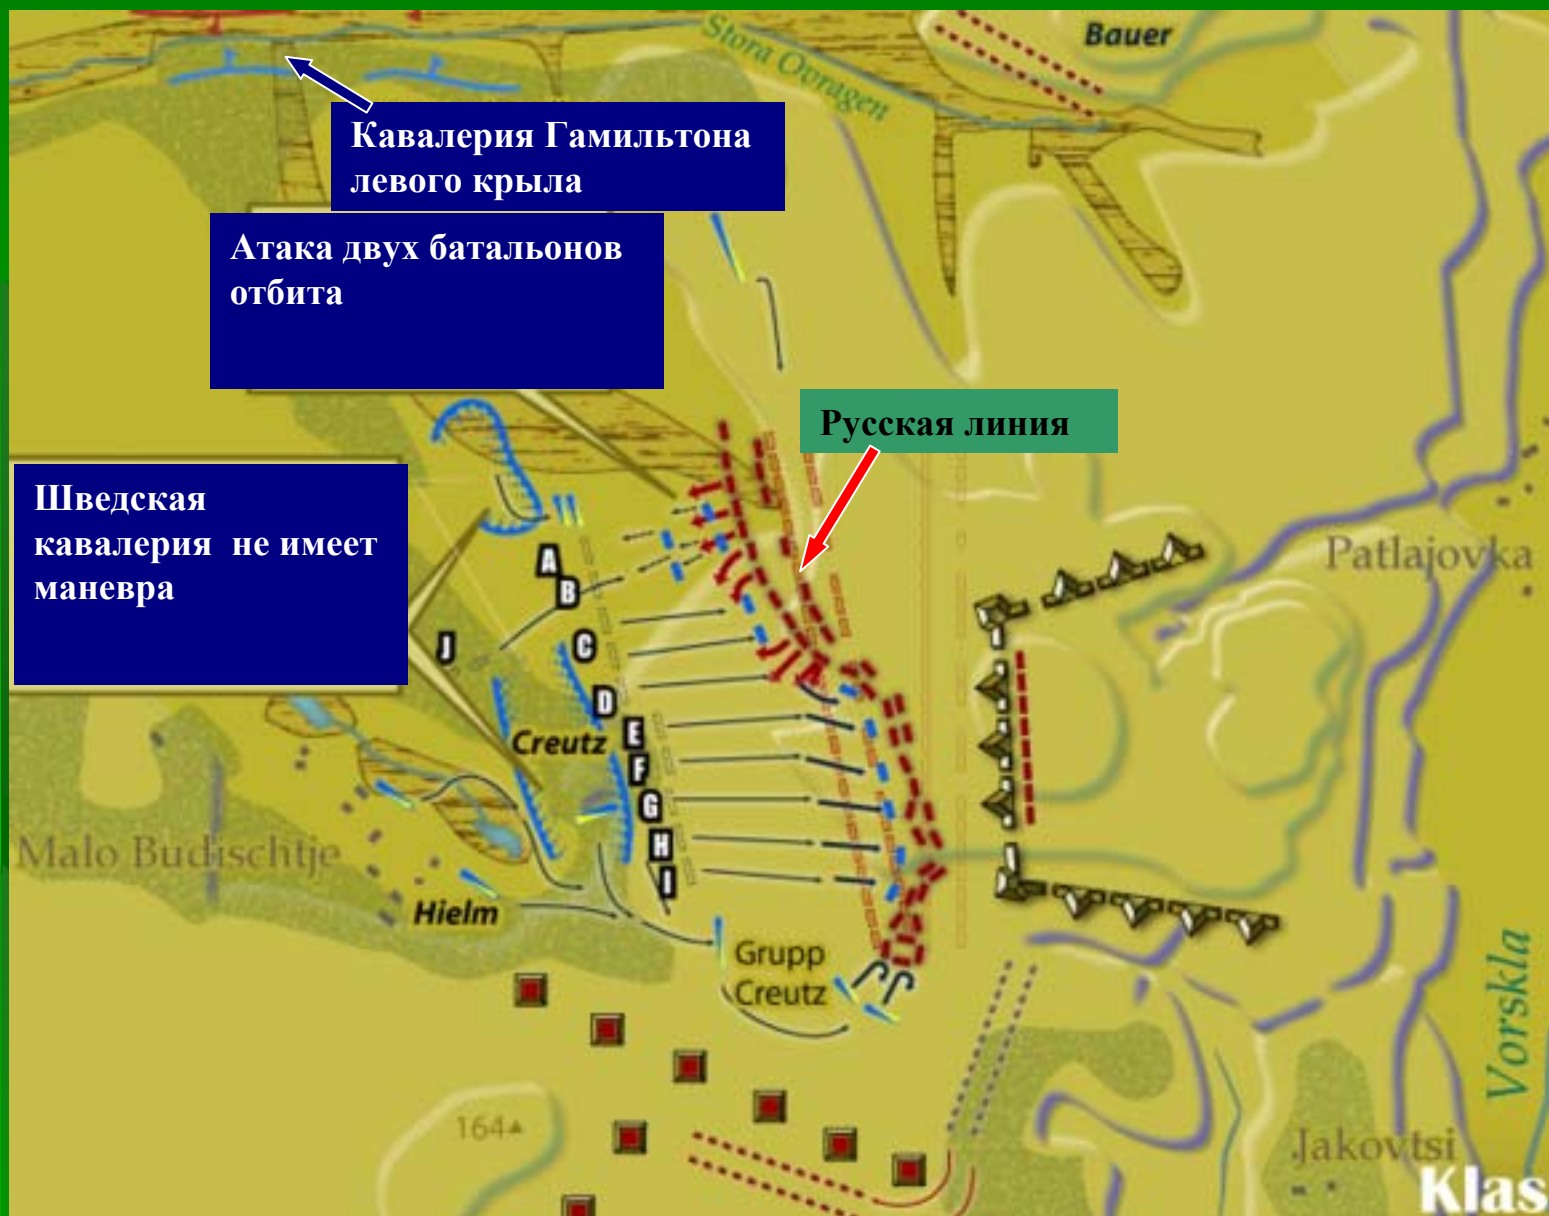 Stora Ovragen
Bauer
Кавалерия Гамильтона
левого крыла
Атака двух батальонов
отбита
Русская линия
Шведская
кавалерия не имеет
маневра
Patlajovka
A
B
J
C
D
Creutz
E
F
G
H
I
Malo Budischtje
Hielm
Grupp
Creutz
Vorskla
164
Jakovtsi
Klas